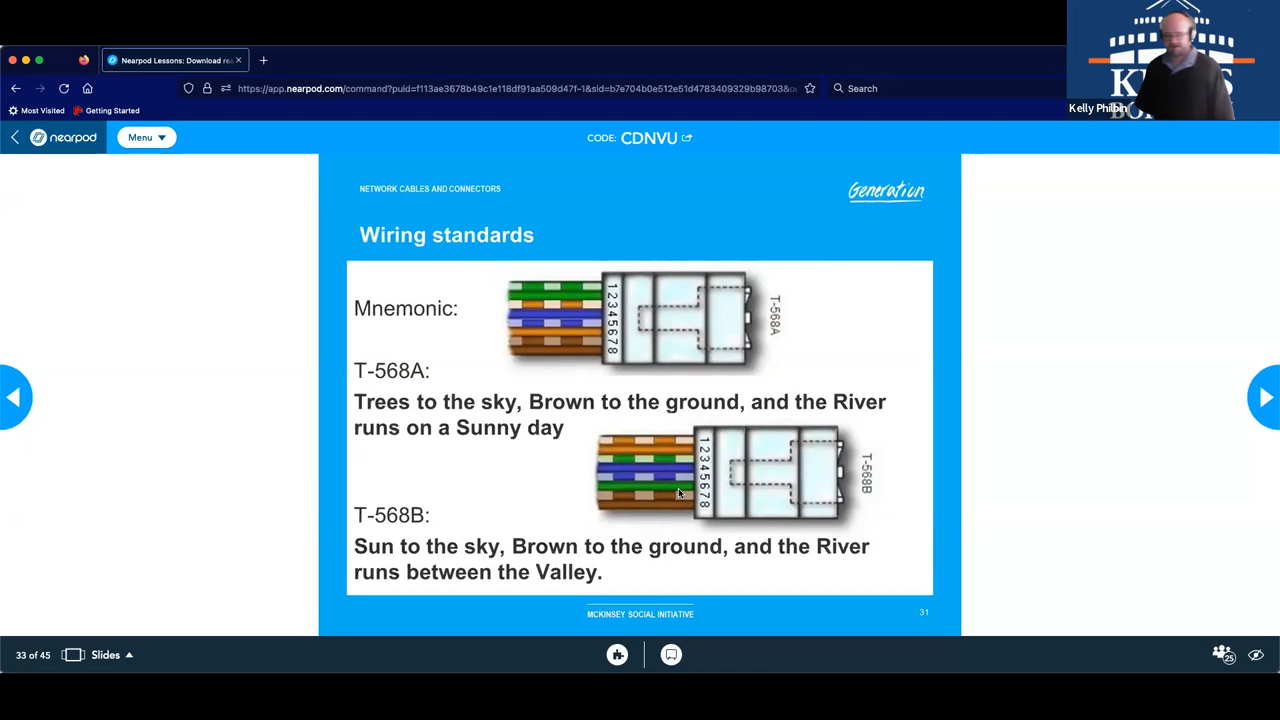 Nearpod Lessons: Download rea
https://app.nearpod.com/command?puid=f113ae3678b49c1e118df91aa509d47f-1&sid=b7e704b0e512e51d4783409329b98703&
Search
Most Visited
Getting Started
Kelly Philbin
nearpod
Menu
CODE: CDNVU
NETWORK CABLES AND CONNECTORS
Generation
Wiring standards
Mnemonic:
12345678
T-568A
T-568A:
Trees to the sky, Brown to the ground, and the River
runs on a Sunny day
12345678
T-568B
T-568B:
Sun to the sky, Brown to the ground, and the River
runs between the Valley.
MCKINSEY SOCIAL INITIATIVE
31
33 of 45
Slides
25